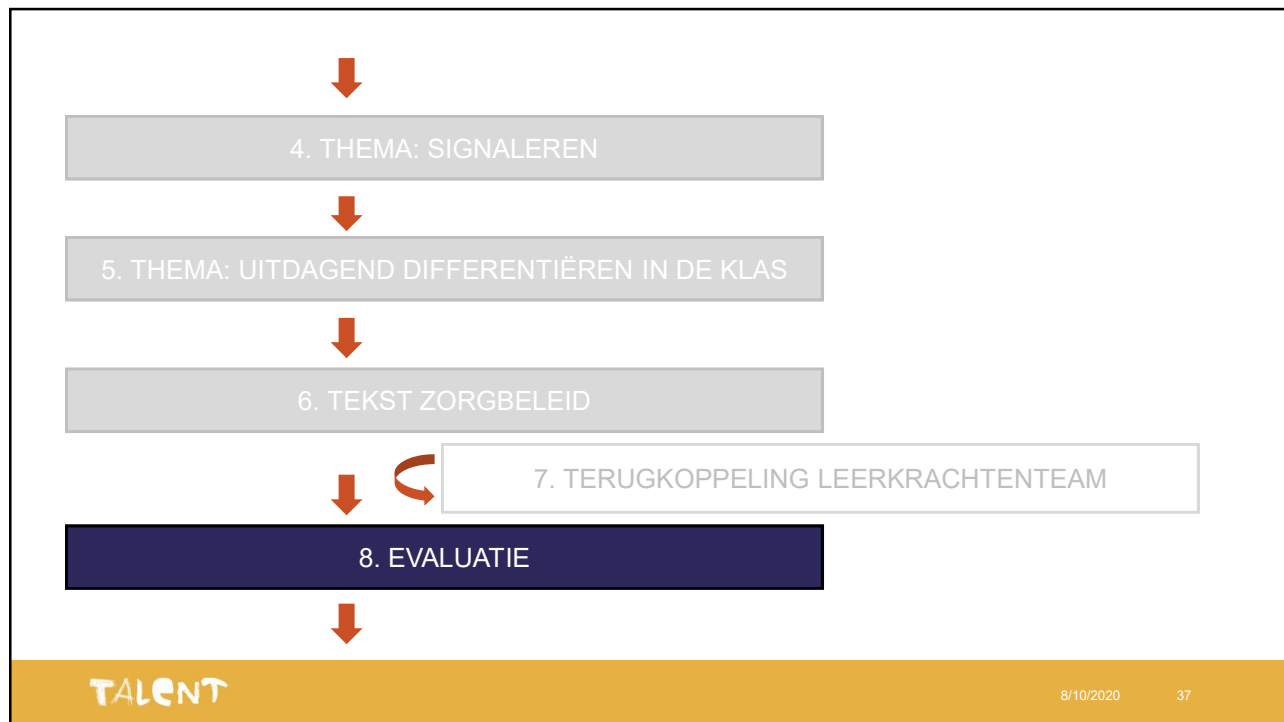 4. THEMA: SIGNALEREN
5. THEMA: UITDAGEND DIFFERENTIËREN IN DE KLAS
6. TEKST ZORGBELEID
7. TERUGKOPPELING LEERKRACHTENTEAM
8. EVALUATIE
TALENT
8/10/2020
37